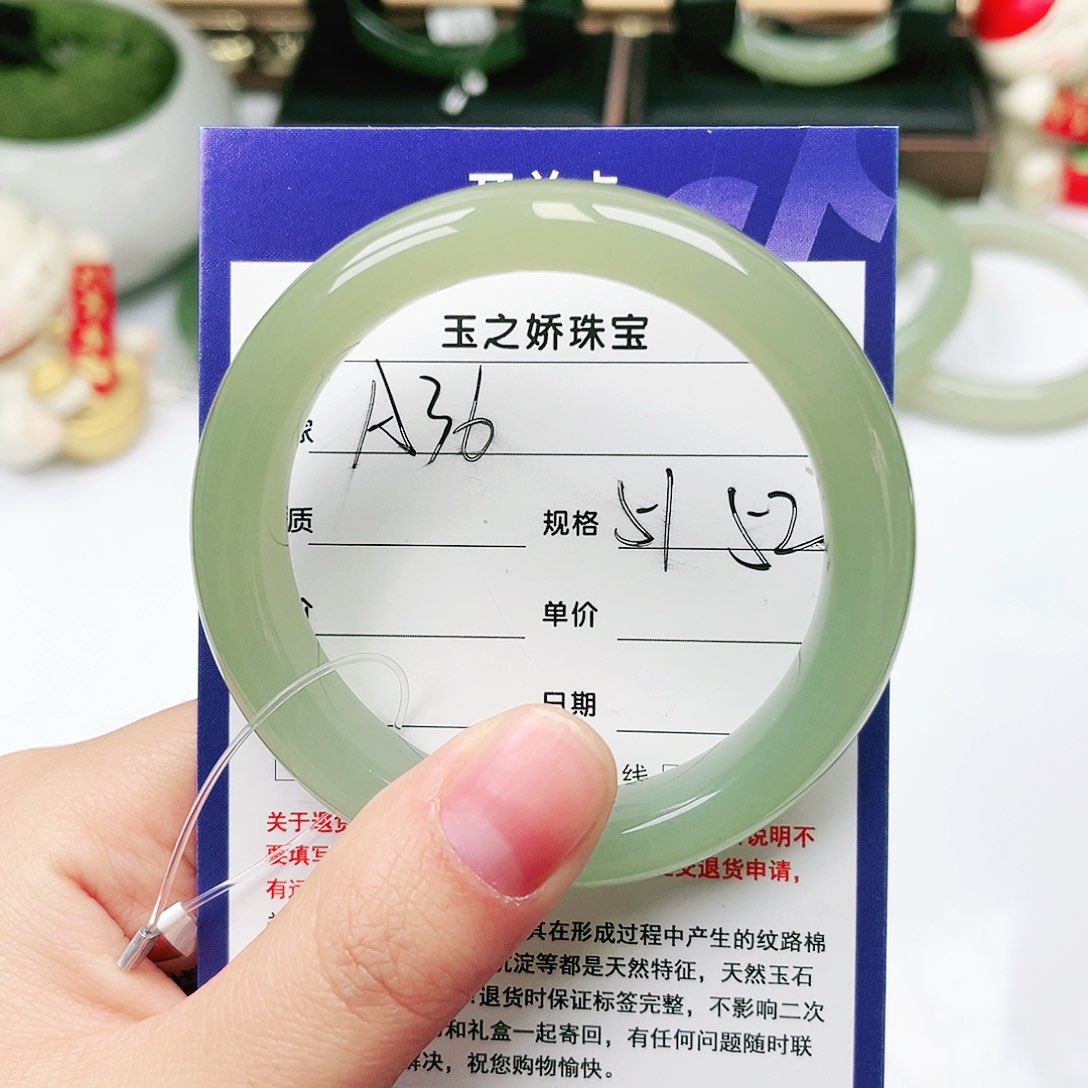 玉之娇珠宝
A36
质 规格 51 52
单价
日期
线
关于退货 说明不
要填写 交退货申请，
有
其在形成过程中产生的纹路棉
沉淀等都是天然特征，天然玉石
退货时保证标签完整，不影响二次
和礼盒一起寄回，有任何问题随时联
解决，祝您购物愉快。